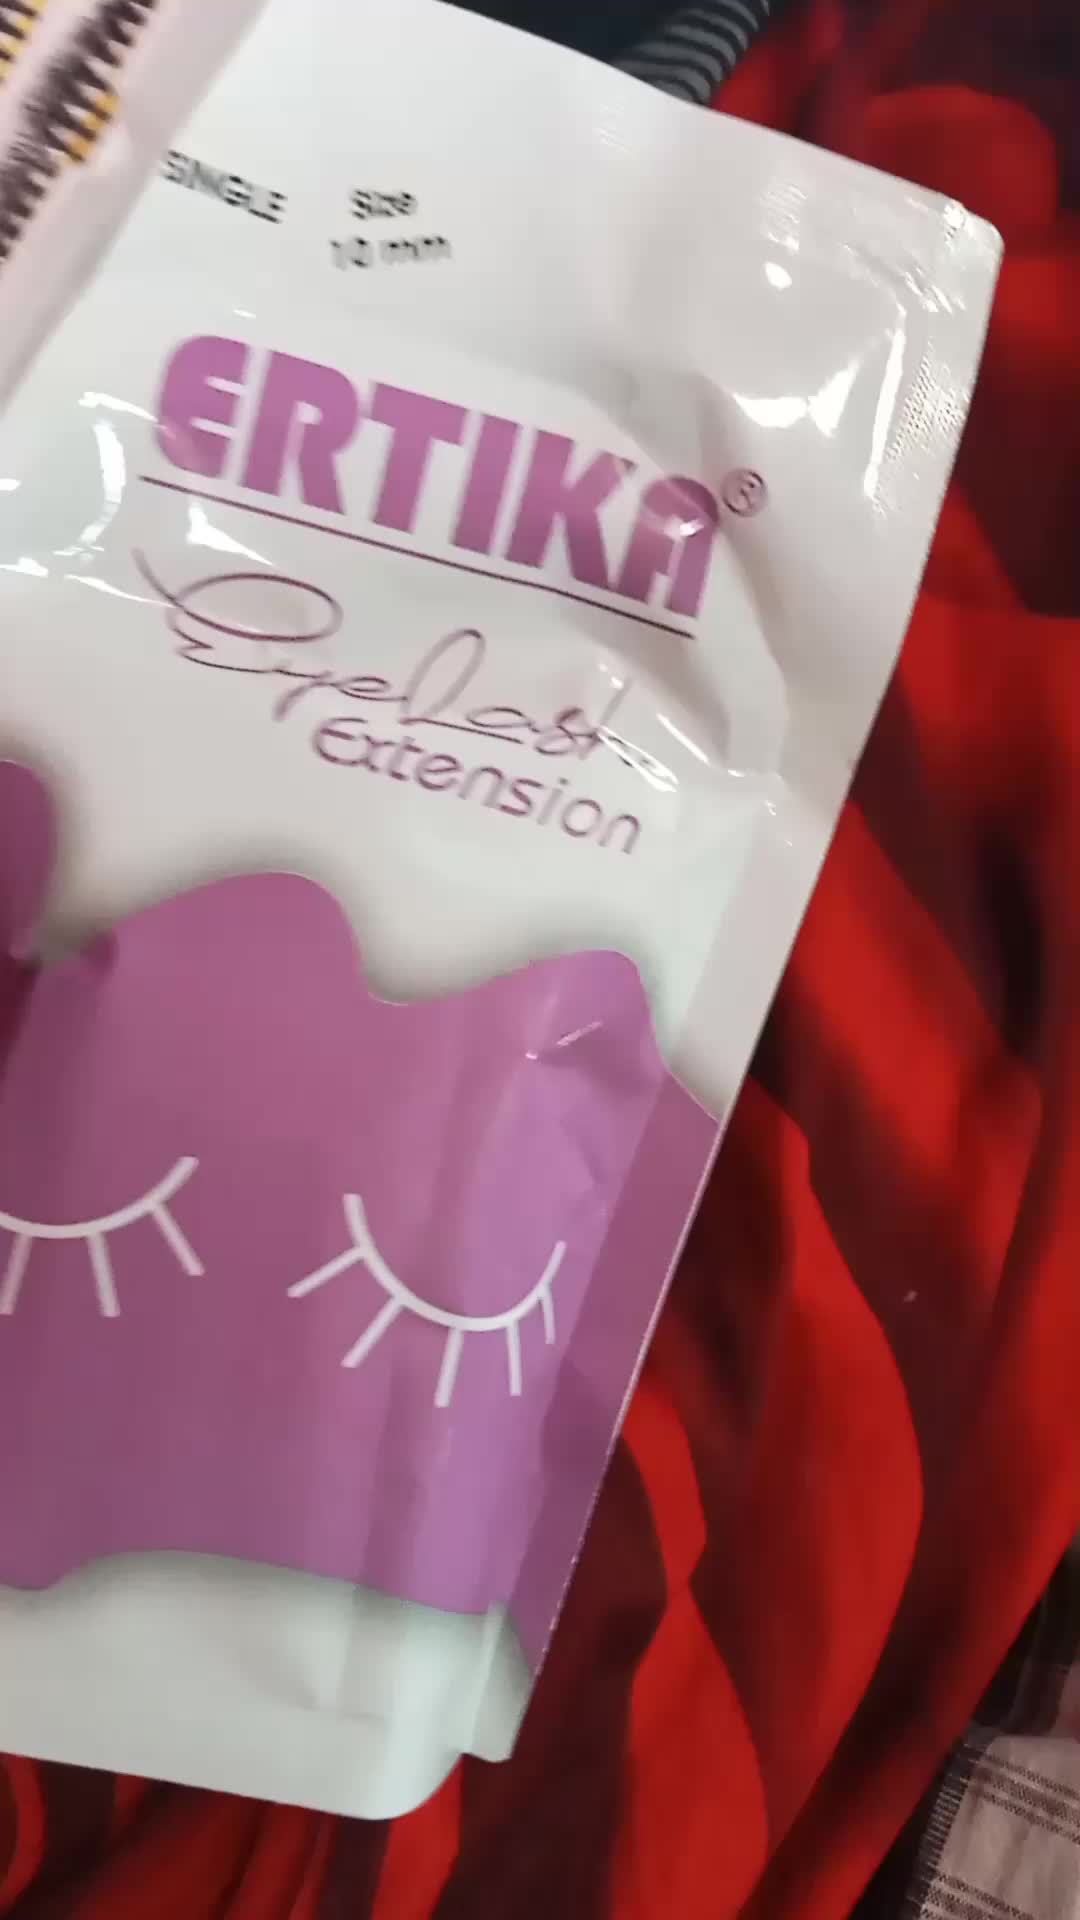 SINGLE Size
10 mm
ERTIKA®
Eyelash
Extension